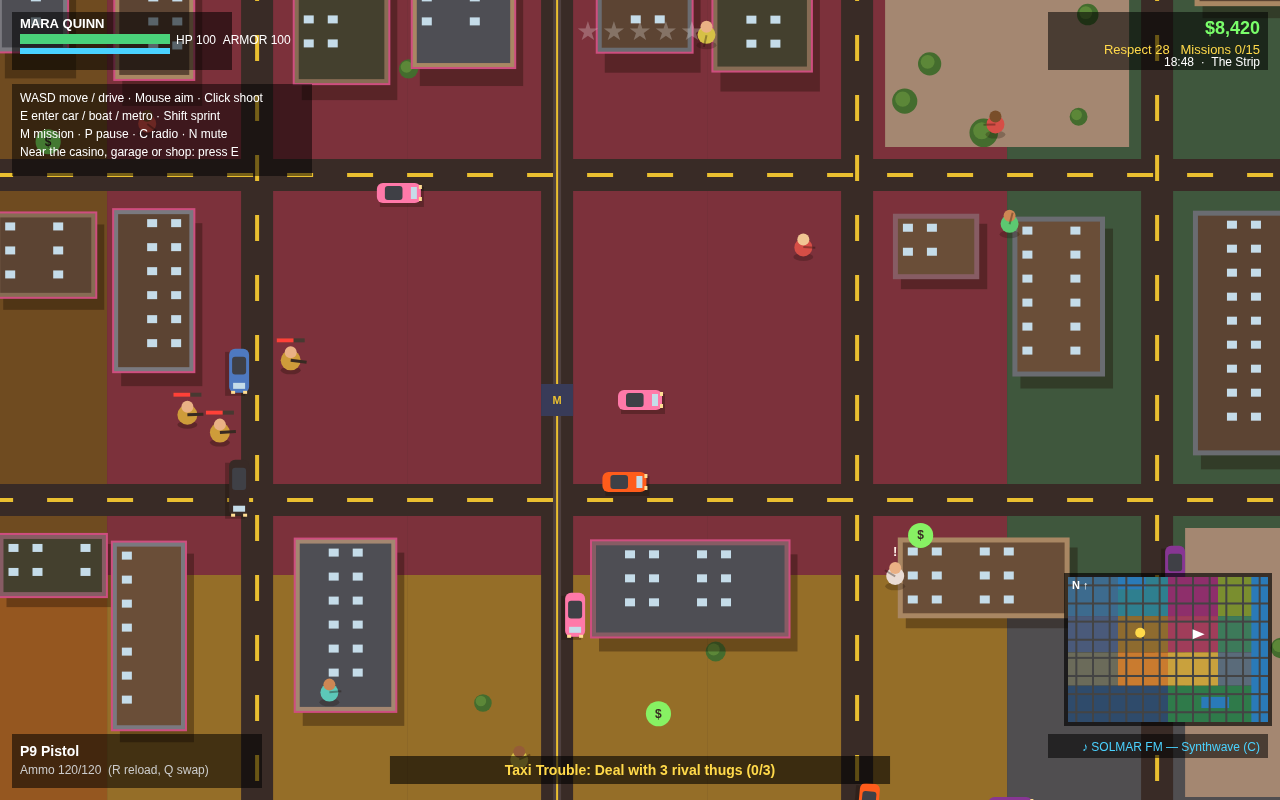 MARA QUINN
HP 100 ARMOR 100
WASD move / drive · Mouse aim · Click shoot
E enter car / boat / metro · Shift sprint
M mission · P pause · C radio · N mute
Near the casino, garage or shop: press E
$
$8,420
Respect 28 Missions 0/15
18:48 · The Strip
M
$
!
$
N ↑
♪ SOLMAR FM — Synthwave (C)
P9 Pistol
Ammo 120/120 (R reload, Q swap)
Taxi Trouble: Deal with 3 rival thugs (0/3)